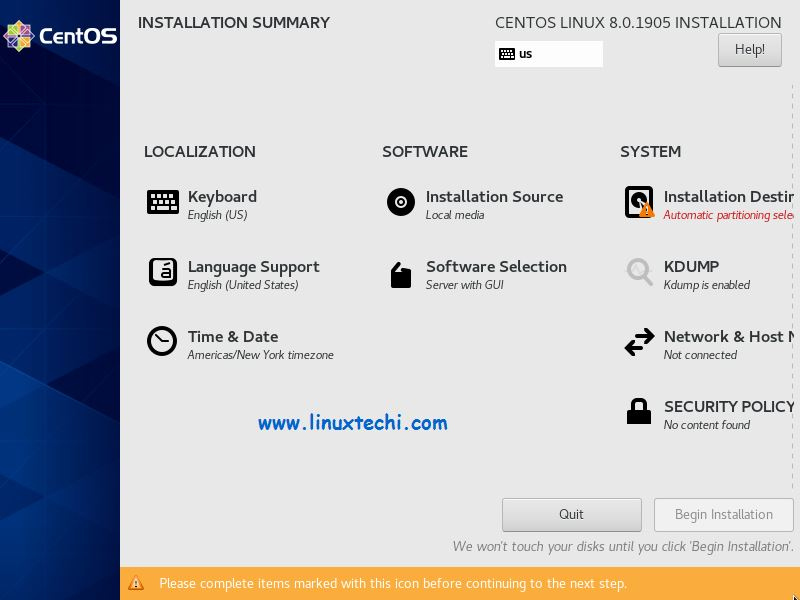 CentOS
INSTALLATION SUMMARY
CENTOS LINUX 8.0.1905 INSTALLATION
us
Help!
LOCALIZATION
Keyboard
English (US)
Language Support
English (United States)
Time & Date
Americas/New York timezone
SOFTWARE
Installation Source
Local media
Software Selection
Server with GUI
SYSTEM
Installation Destin
Automatic partitioning sele
KDUMP
Kdump is enabled
Network & Host N
Not connected
SECURITY POLICY
No content found
www.linuxtechi.com
Quit
Begin Installation
We won't touch your disks until you click 'Begin Installation'.
Please complete items marked with this icon before continuing to the next step.